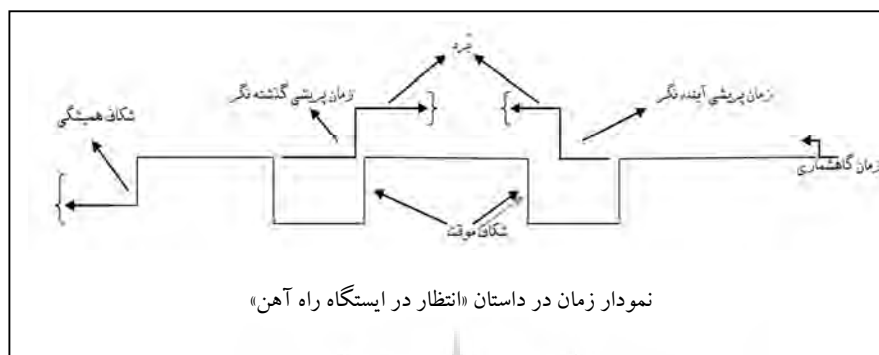 بُرد
زمان پریشی آینده نگر
زمان پریشی گذشته نگر
شکاف همیشگی
زمان گاهشماری
شکاف موقت
نمودار زمان در داستان «انتظار در ایستگاه راه آهن»